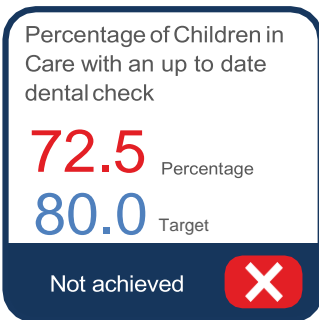 Percentage of Children in
Care with an up to date
dental check
72.5 Percentage
80.0 Target
Not achieved